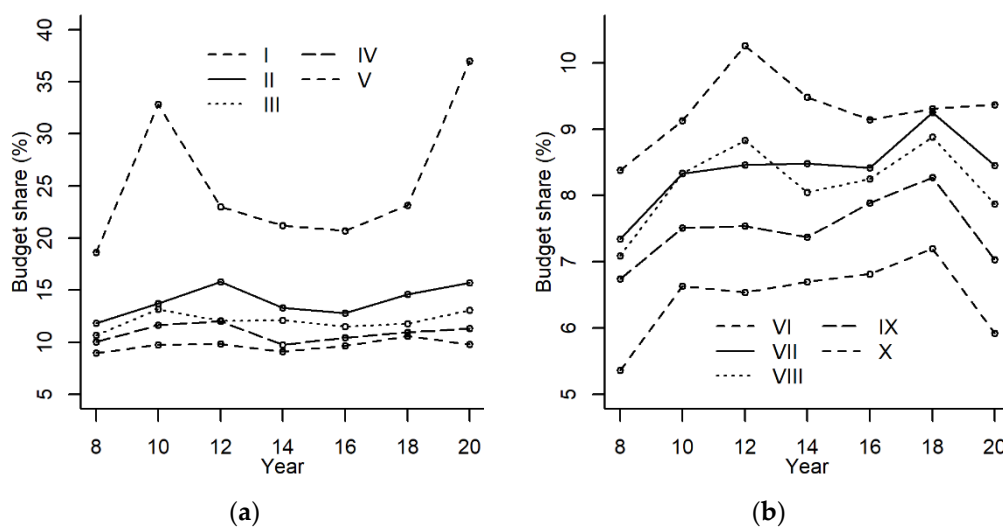 40
35
30
25
20
15
10
5
Budget share (%)
I IV
II V
III
8 10 12 14 16 18 20
Year
(a)
10
9
8
7
6
5
Budget share (%)
VI IX
VII X
VIII
8 10 12 14 16 18 20
Year
(b)